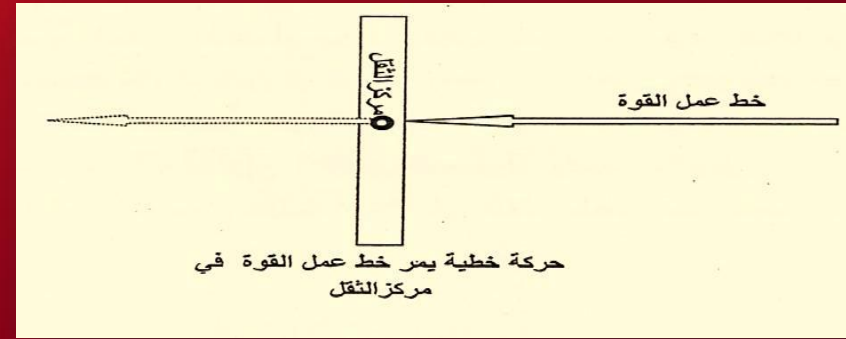 مركز الثقل
خط عمل القوة
حركة خطية يمر خط عمل القوة في
مركز الثقل